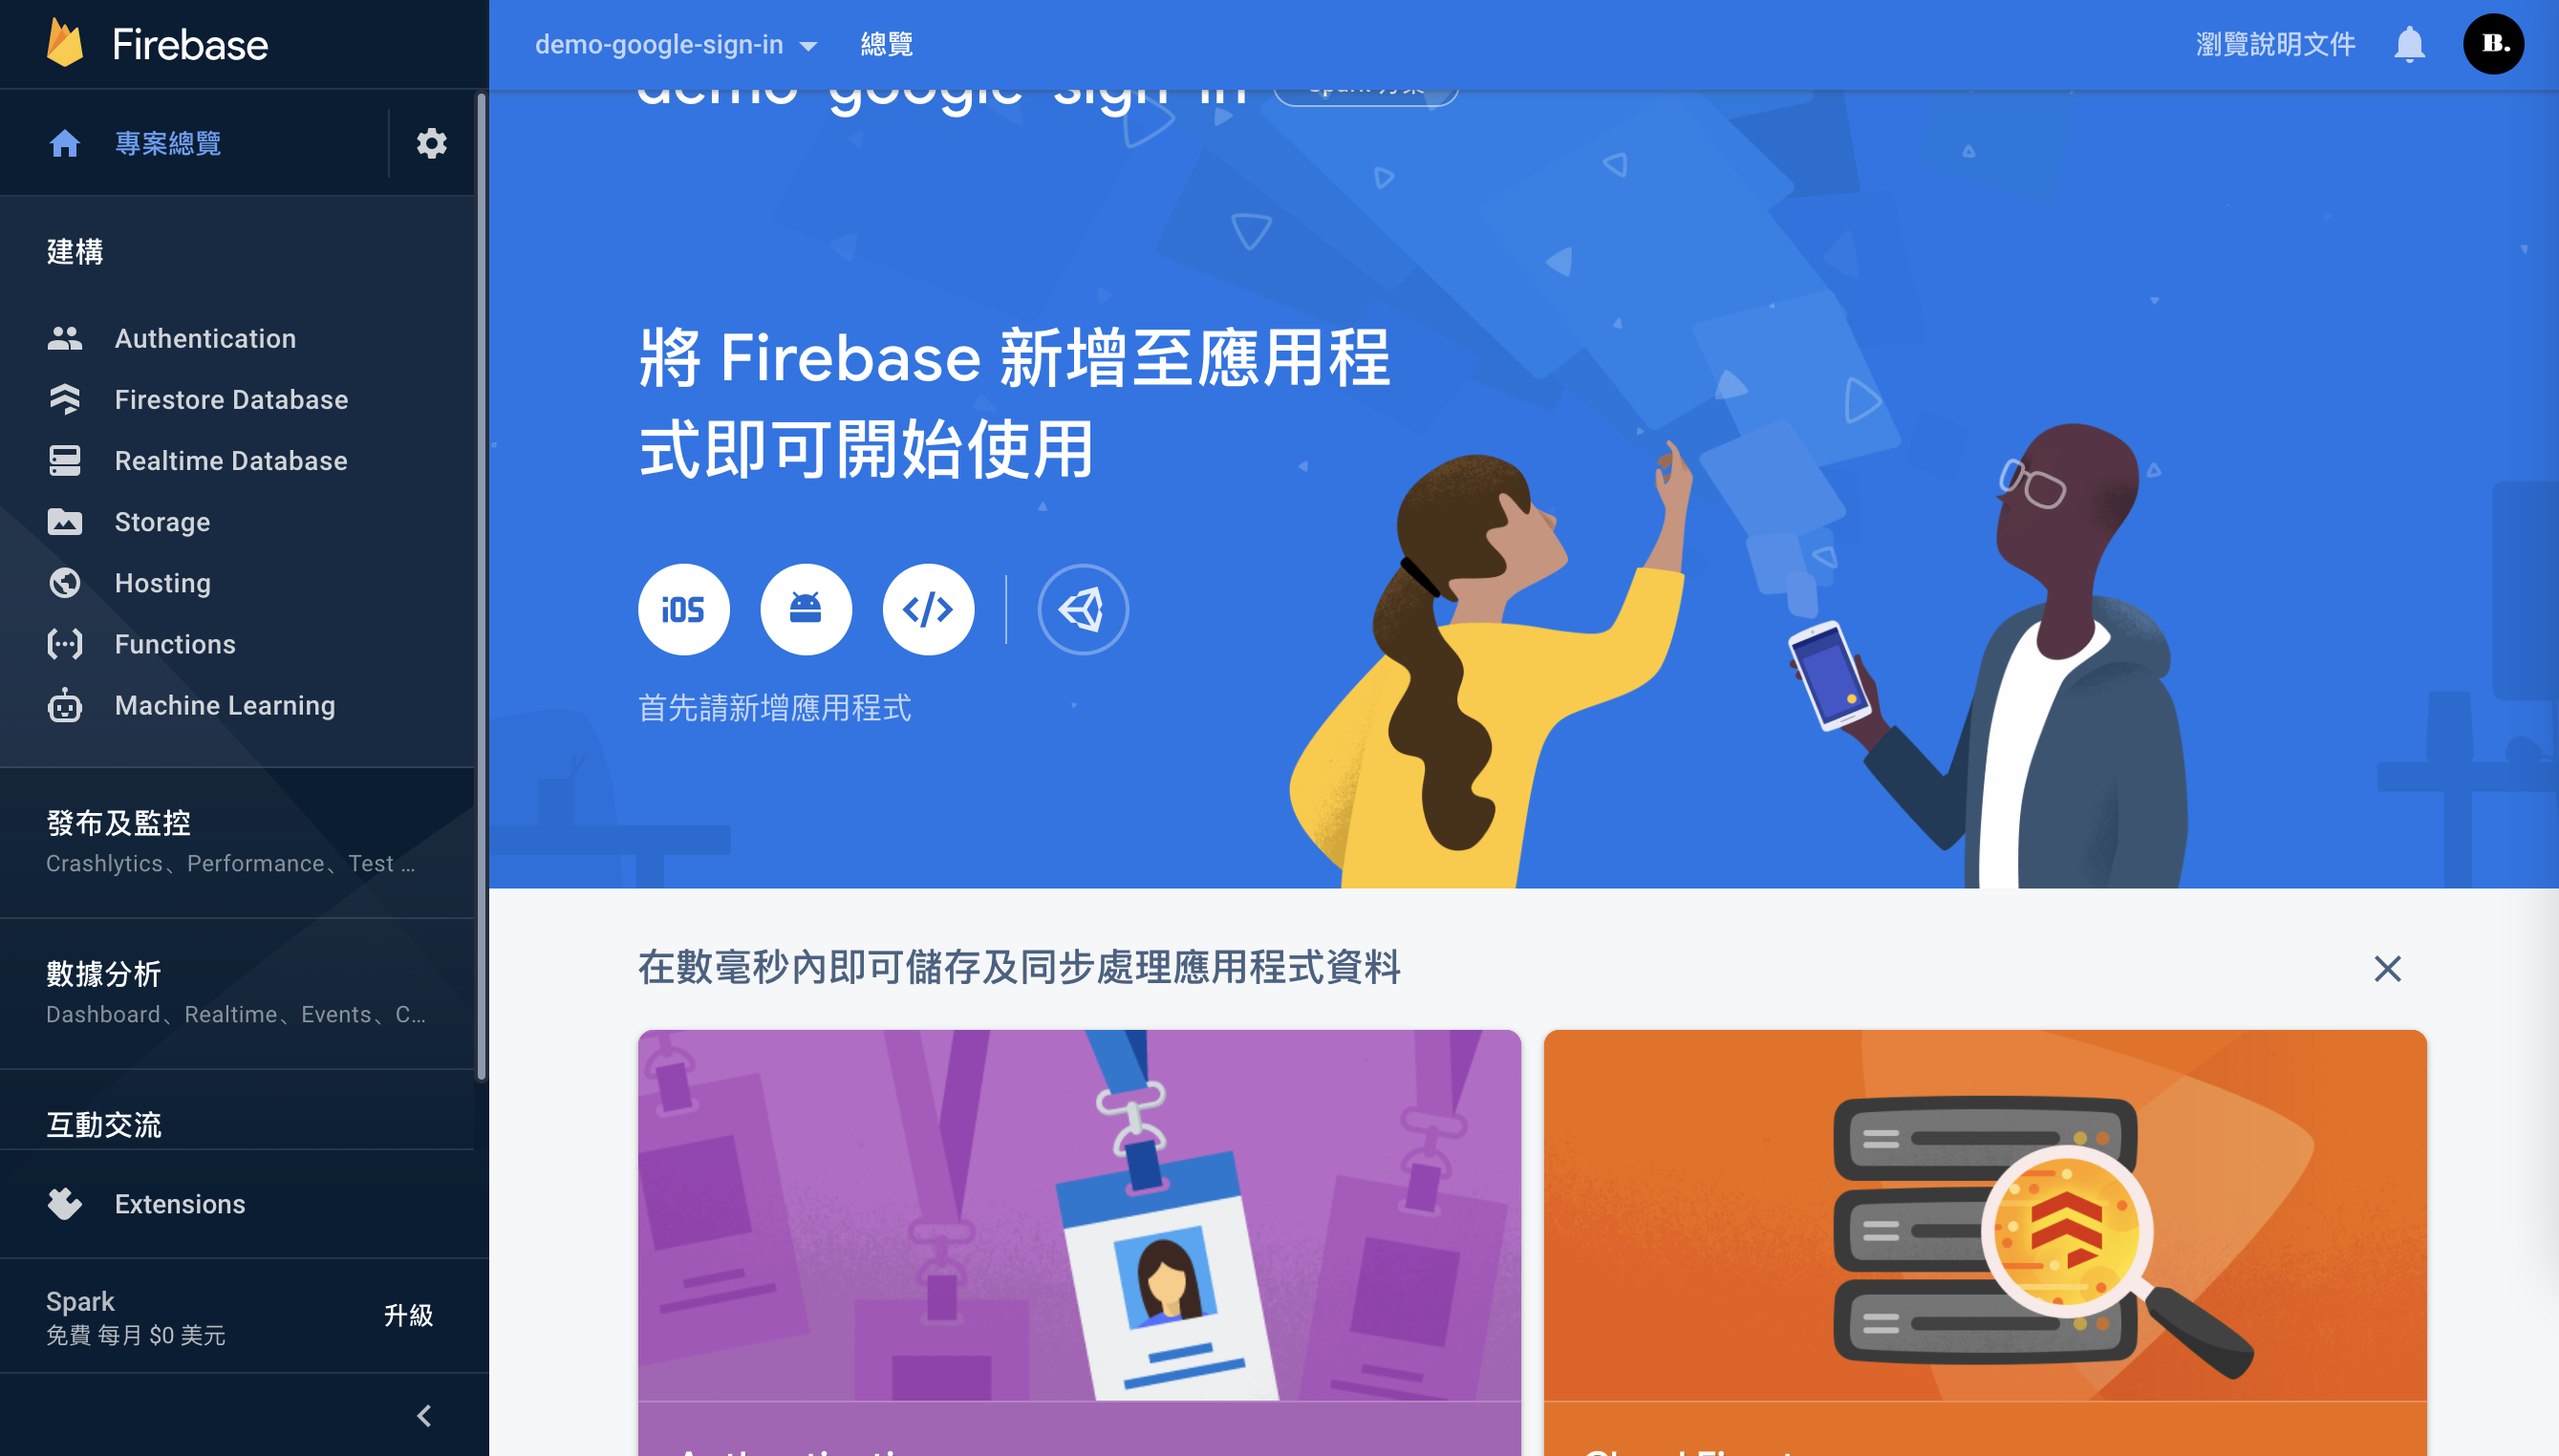 Firebase
demo-google-sign-in
總覽
瀏覽說明文件
B.
專案總覽
建構
Authentication
Firestore Database
Realtime Database
Storage
Hosting
Functions
Machine Learning
發布及監控
Crashlytics、Performance、Test ...
數據分析
Dashboard、Realtime、Events、C...
互動交流
Extensions
Spark
免費 每月 $0 美元
升級
demo-google-sign-in
將 Firebase 新增至應用程
式即可開始使用
iOS
</>
首先請新增應用程式
在數毫秒內即可儲存及同步處理應用程式資料